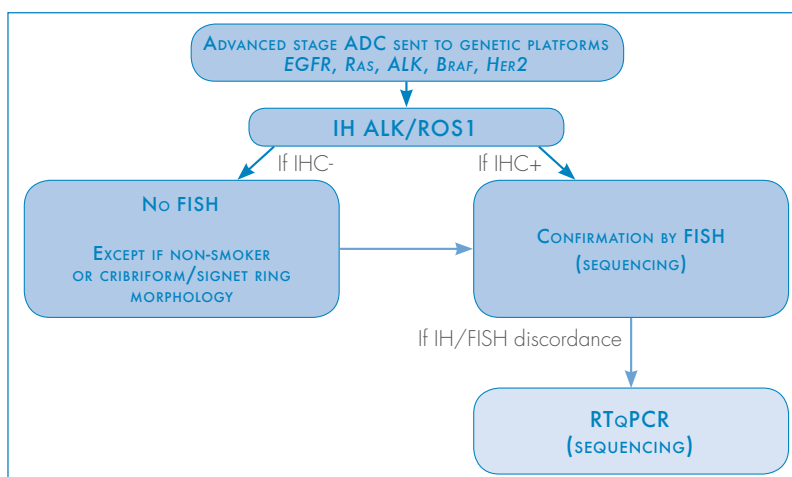 Advanced stage ADC sent to genetic platforms
EGFR, Ras, ALK, Braf, Her2
IH ALK/ROS1
If IHC-
If IHC+
No FISH
Except if non-smoker
or cribriform/signet ring
morphology
Confirmation by FISH
(sequencing)
If IH/FISH discordance
RTqPCR
(sequencing)